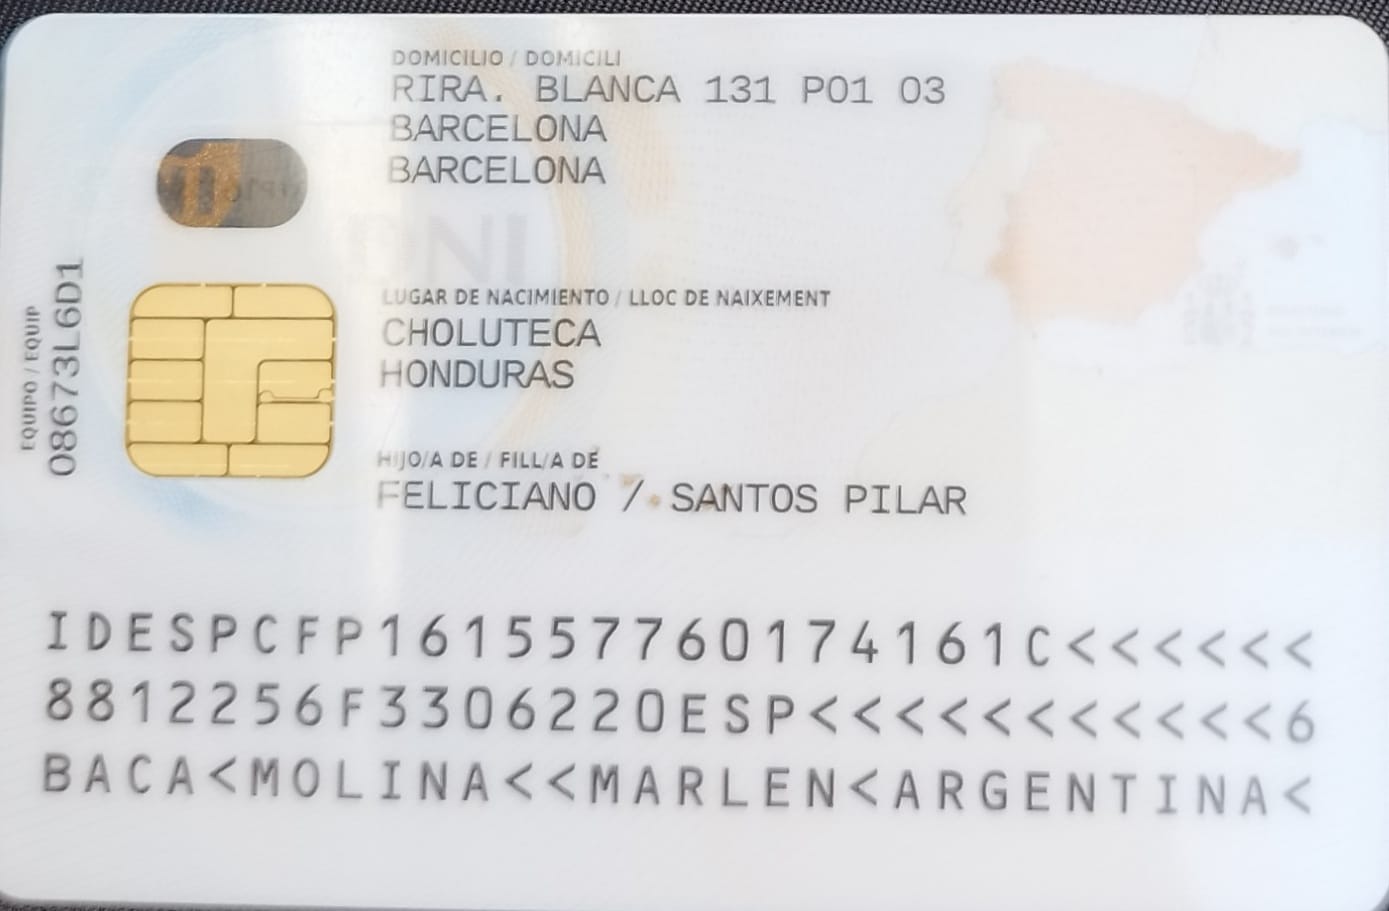 DOMICILIO / DOMICILI
RIRA. BLANCA 131 P01 03
BARCELONA
BARCELONA
DNI
EQUIPO / EQUIP
08673L6D1
LUGAR DE NACIMIENTO / LLOC DE NAIXEMENT
CHOLUTECA
HONDURAS
HIJO/A DE / FILL/A DE
FELICIANO / SANTOS PILAR
IDESPCFP161557760174161C<<<<<<
8812256F3306220ESP<<<<<<<<<<<6
BACA<MOLINA<<MARLEN<ARGENTINA<